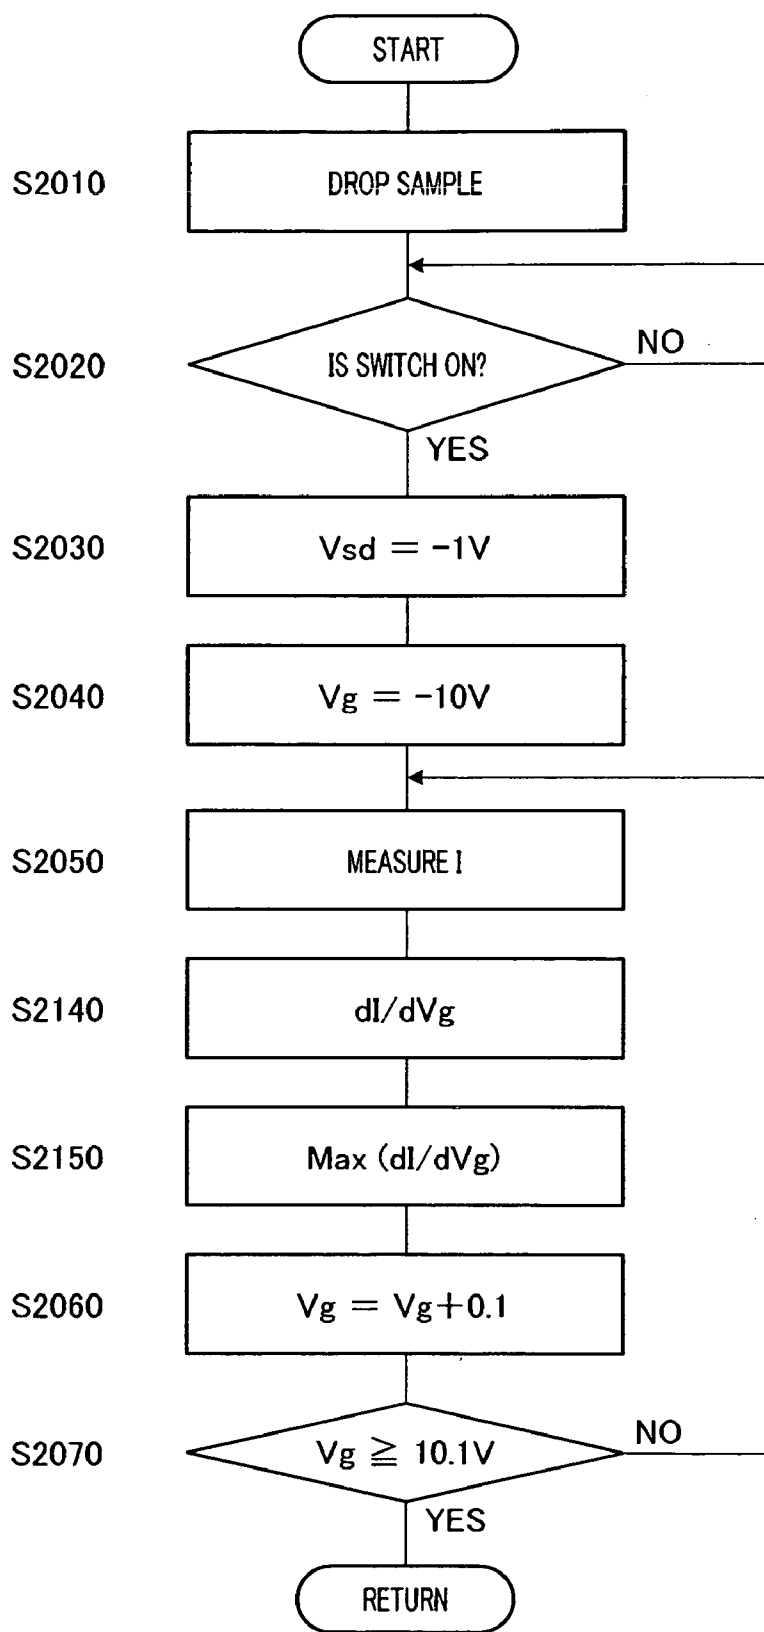 START
S2010
DROP SAMPLE
S2020
IS SWITCH ON?
NO
YES
S2030
Vsd = -1V
S2040
Vg = -10V
S2050
MEASURE I
S2140
dI/dVg
S2150
Max (dI/dVg)
S2060
Vg = Vg+0.1
S2070
Vg ≧ 10.1V
NO
YES
RETURN